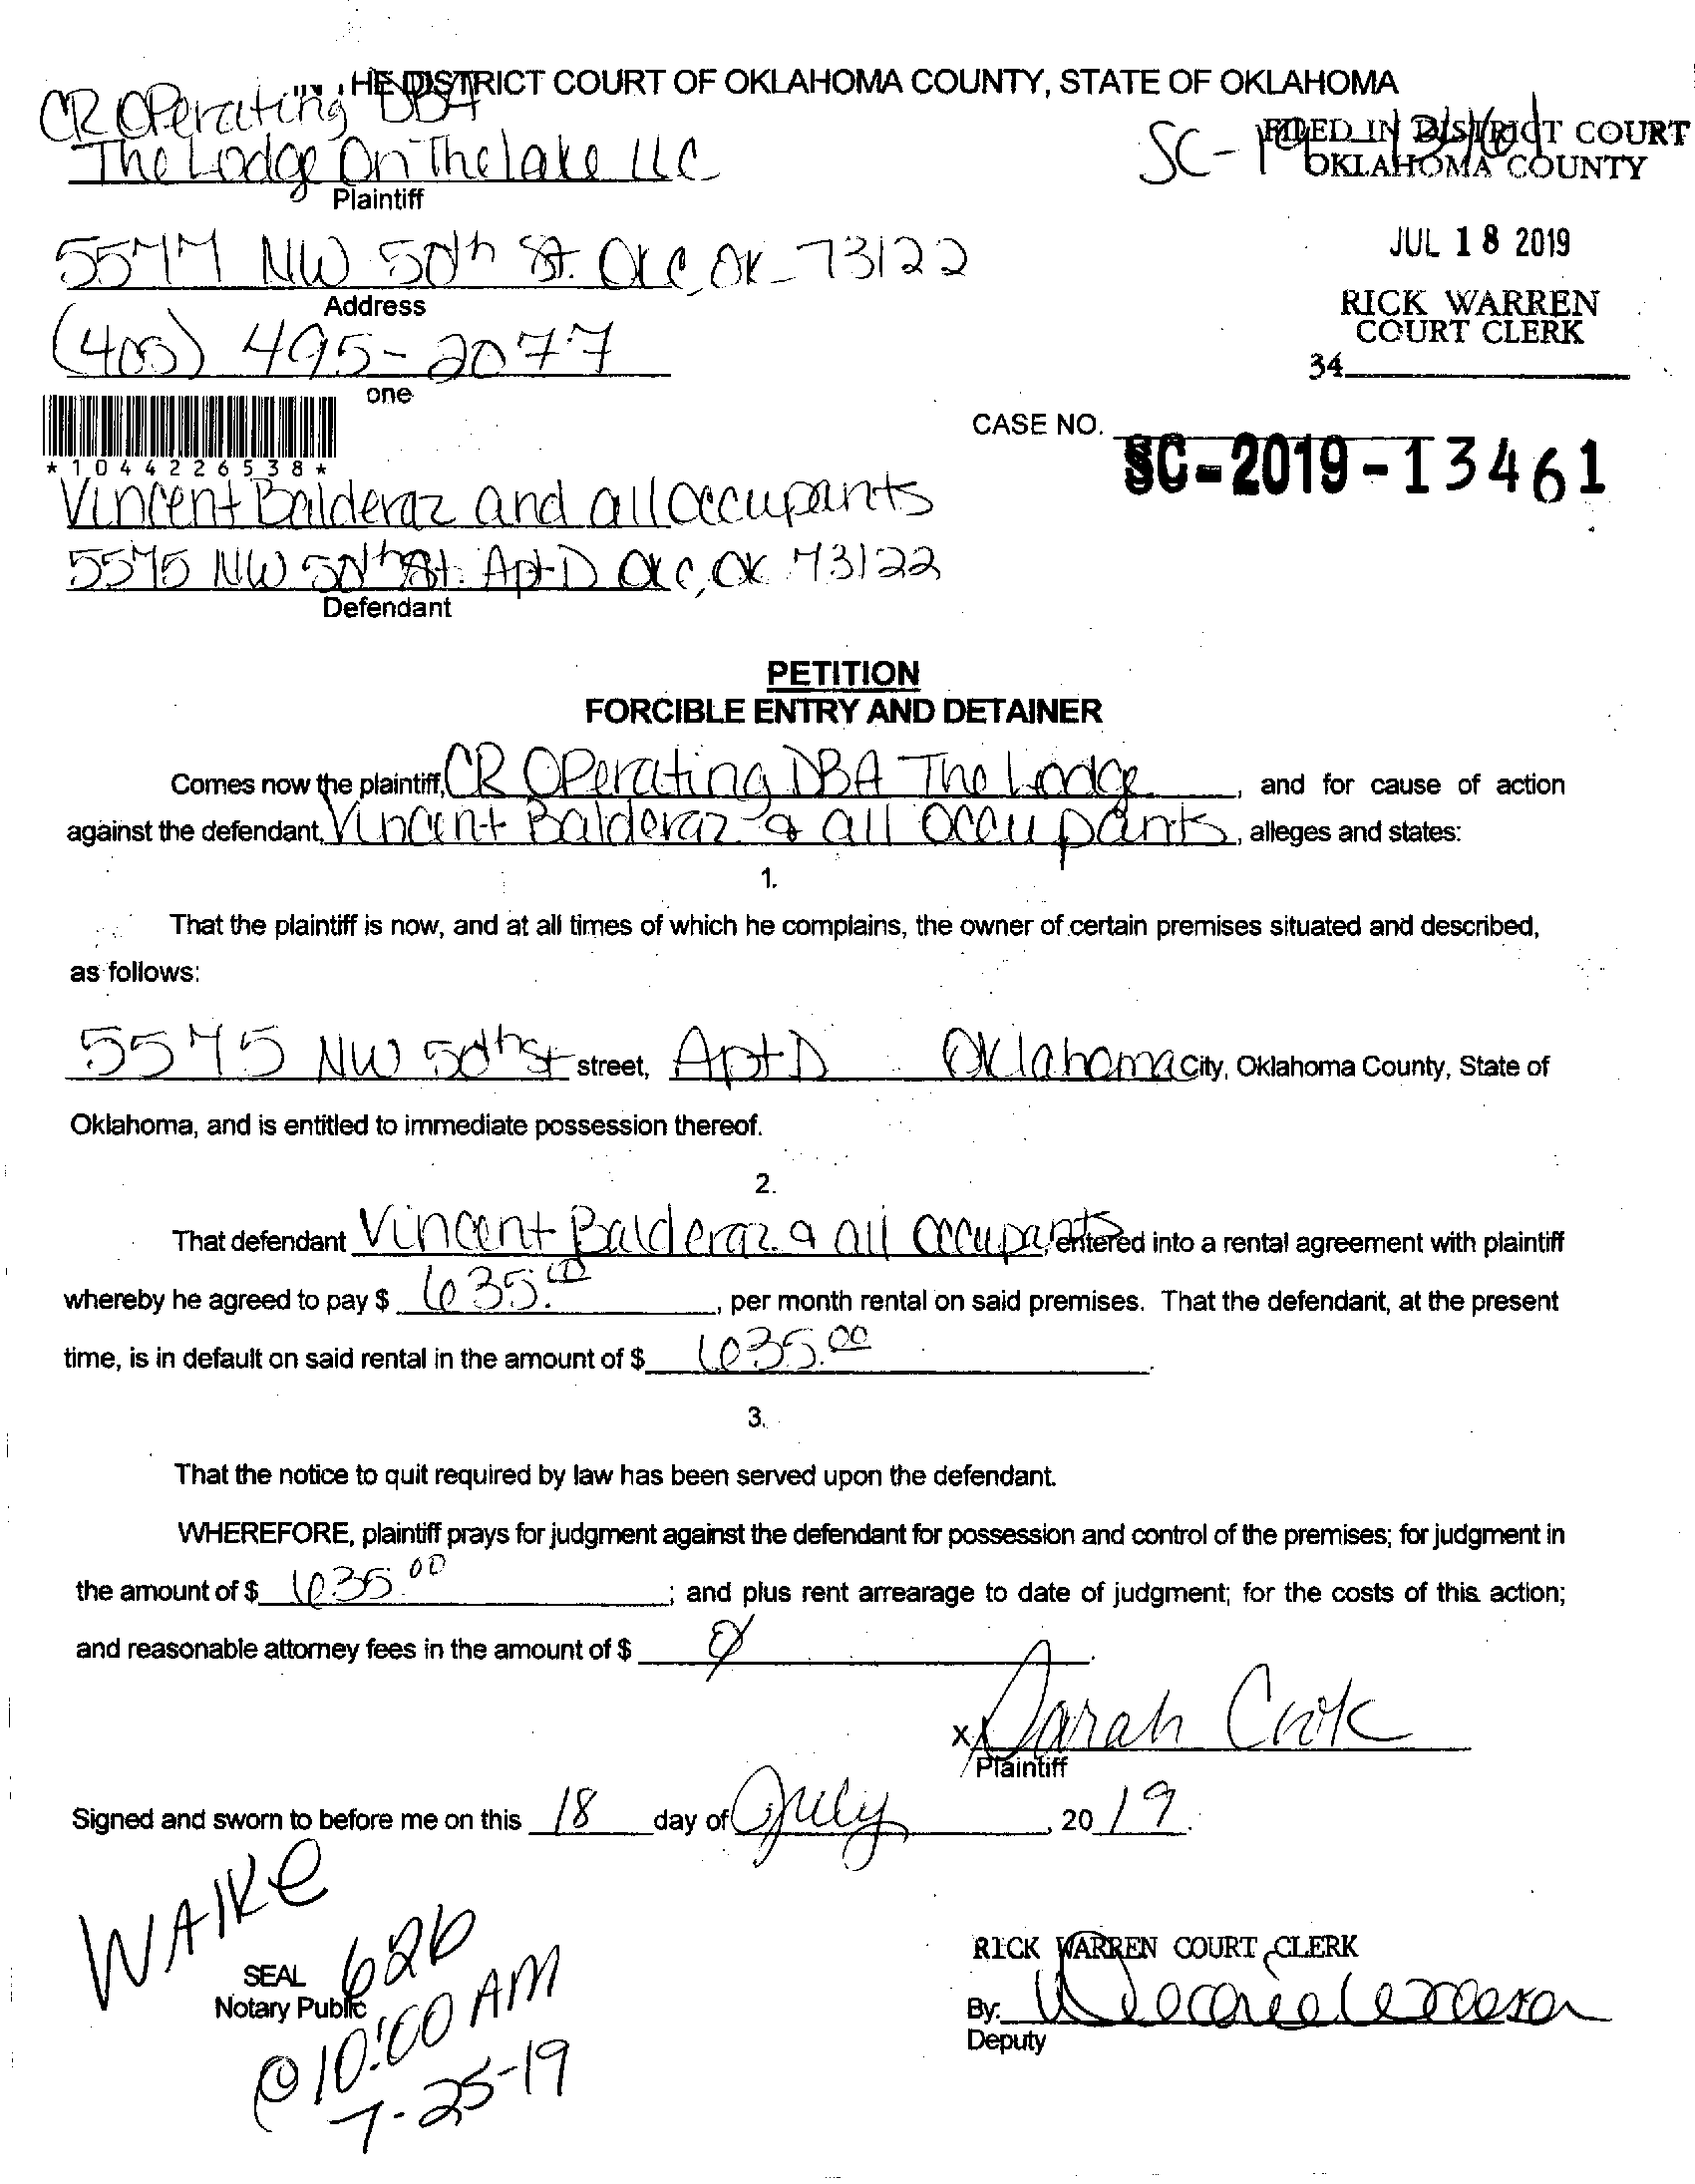 HE DISTRICT COURT OF OKLAHOMA COUNTY, STATE OF OKLAHOMA
CR OPerating DBA
The Lodge On The lake LLC
Plaintiff
SC-19-13461
FILED IN DISTRICT COURT
OKLAHOMA COUNTY
5577 NW 50th St. OKC, OK 73122
Address
JUL 18 2019
RICK WARREN
COURT CLERK
34
(405) 495-2077
one
CASE NO.
SC-2019-13461
*1044226538*
Vincent Balderaz and all occupants
5575 NW 50th St. Apt D OKC, OK 73122
Defendant
PETITION
FORCIBLE ENTRY AND DETAINER
Comes now the plaintiff, CR OPerating DBA The Lodge, and for cause of action
against the defendant, Vincent Balderaz & all occupants, alleges and states:
1.
That the plaintiff is now, and at all times of which he complains, the owner of certain premises situated and described,
as follows:
5575 NW 50th St street, Apt D Oklahoma City, Oklahoma County, State of
Oklahoma, and is entitled to immediate possession thereof.
2.
That defendant Vincent Balderaz & all occupants entered into a rental agreement with plaintiff
whereby he agreed to pay $ 635.00, per month rental on said premises. That the defendant, at the present
time, is in default on said rental in the amount of $ 635.00.
3.
That the notice to quit required by law has been served upon the defendant.
WHEREFORE, plaintiff prays for judgment against the defendant for possession and control of the premises; for judgment in
the amount of $ 635.00; and plus rent arrearage to date of judgment; for the costs of this action;
and reasonable attorney fees in the amount of $ Ø.
x Sarah Cook
Plaintiff
Signed and sworn to before me on this 18 day of July, 2019.
WAIKE
626
SEAL
Notary Public
@ 10:00 AM
7-25-19
RICK WARREN COURT CLERK
By:
Deputy